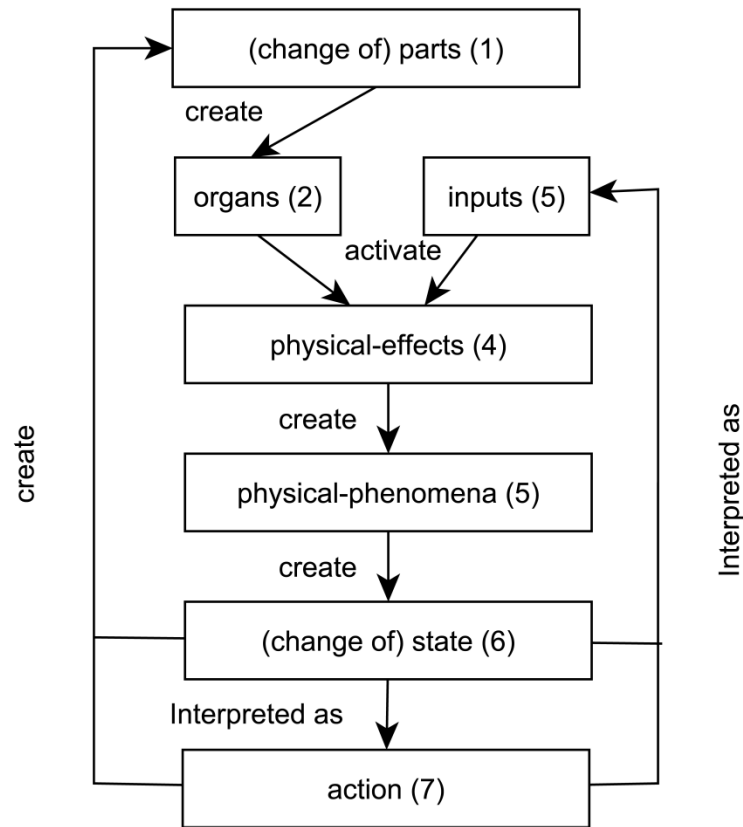 (change of) parts (1)
create
organs (2)
inputs (5)
activate
physical-effects (4)
create
physical-phenomena (5)
create
(change of) state (6)
Interpreted as
action (7)
create
Interpreted as